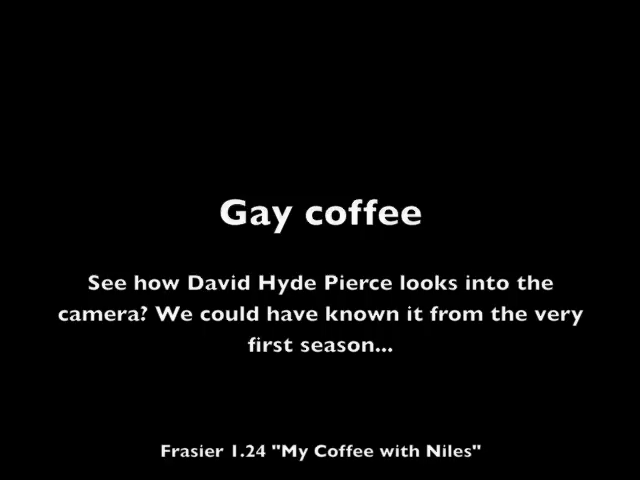 Gay coffee
See how David Hyde Pierce looks into the
camera? We could have known it from the very
first season...
Frasier 1.24 "My Coffee with Niles"